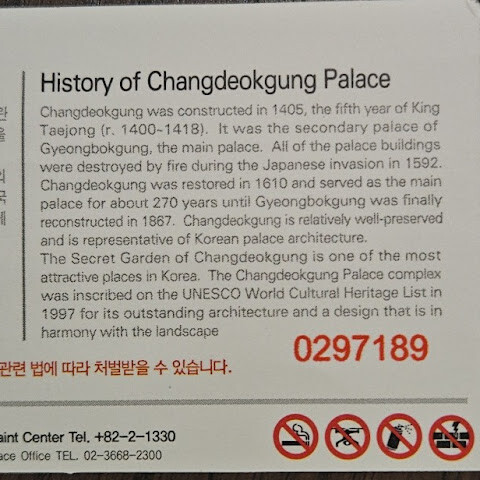 History of Changdeokgung Palace
Changdeokgung was constructed in 1405, the fifth year of King
Taejong (r. 1400~1418). It was the secondary palace of
Gyeongbokgung, the main palace. All of the palace buildings
were destroyed by fire during the Japanese invasion in 1592.
Changdeokgung was restored in 1610 and served as the main
palace for about 270 years until Gyeongbokgung was finally
reconstructed in 1867. Changdeokgung is relatively well-preserved
and is representative of Korean palace architecture.
The Secret Garden of Changdeokgung is one of the most
attractive places in Korea. The Changdeokgung Palace complex
was inscribed on the UNESCO World Cultural Heritage List in
1997 for its outstanding architecture and a design that is in
harmony with the landscape
0297189
관련 법에 따라 처벌받을 수 있습니다.
aint Center Tel. +82-2-1330
ace Office TEL. 02-3668-2300